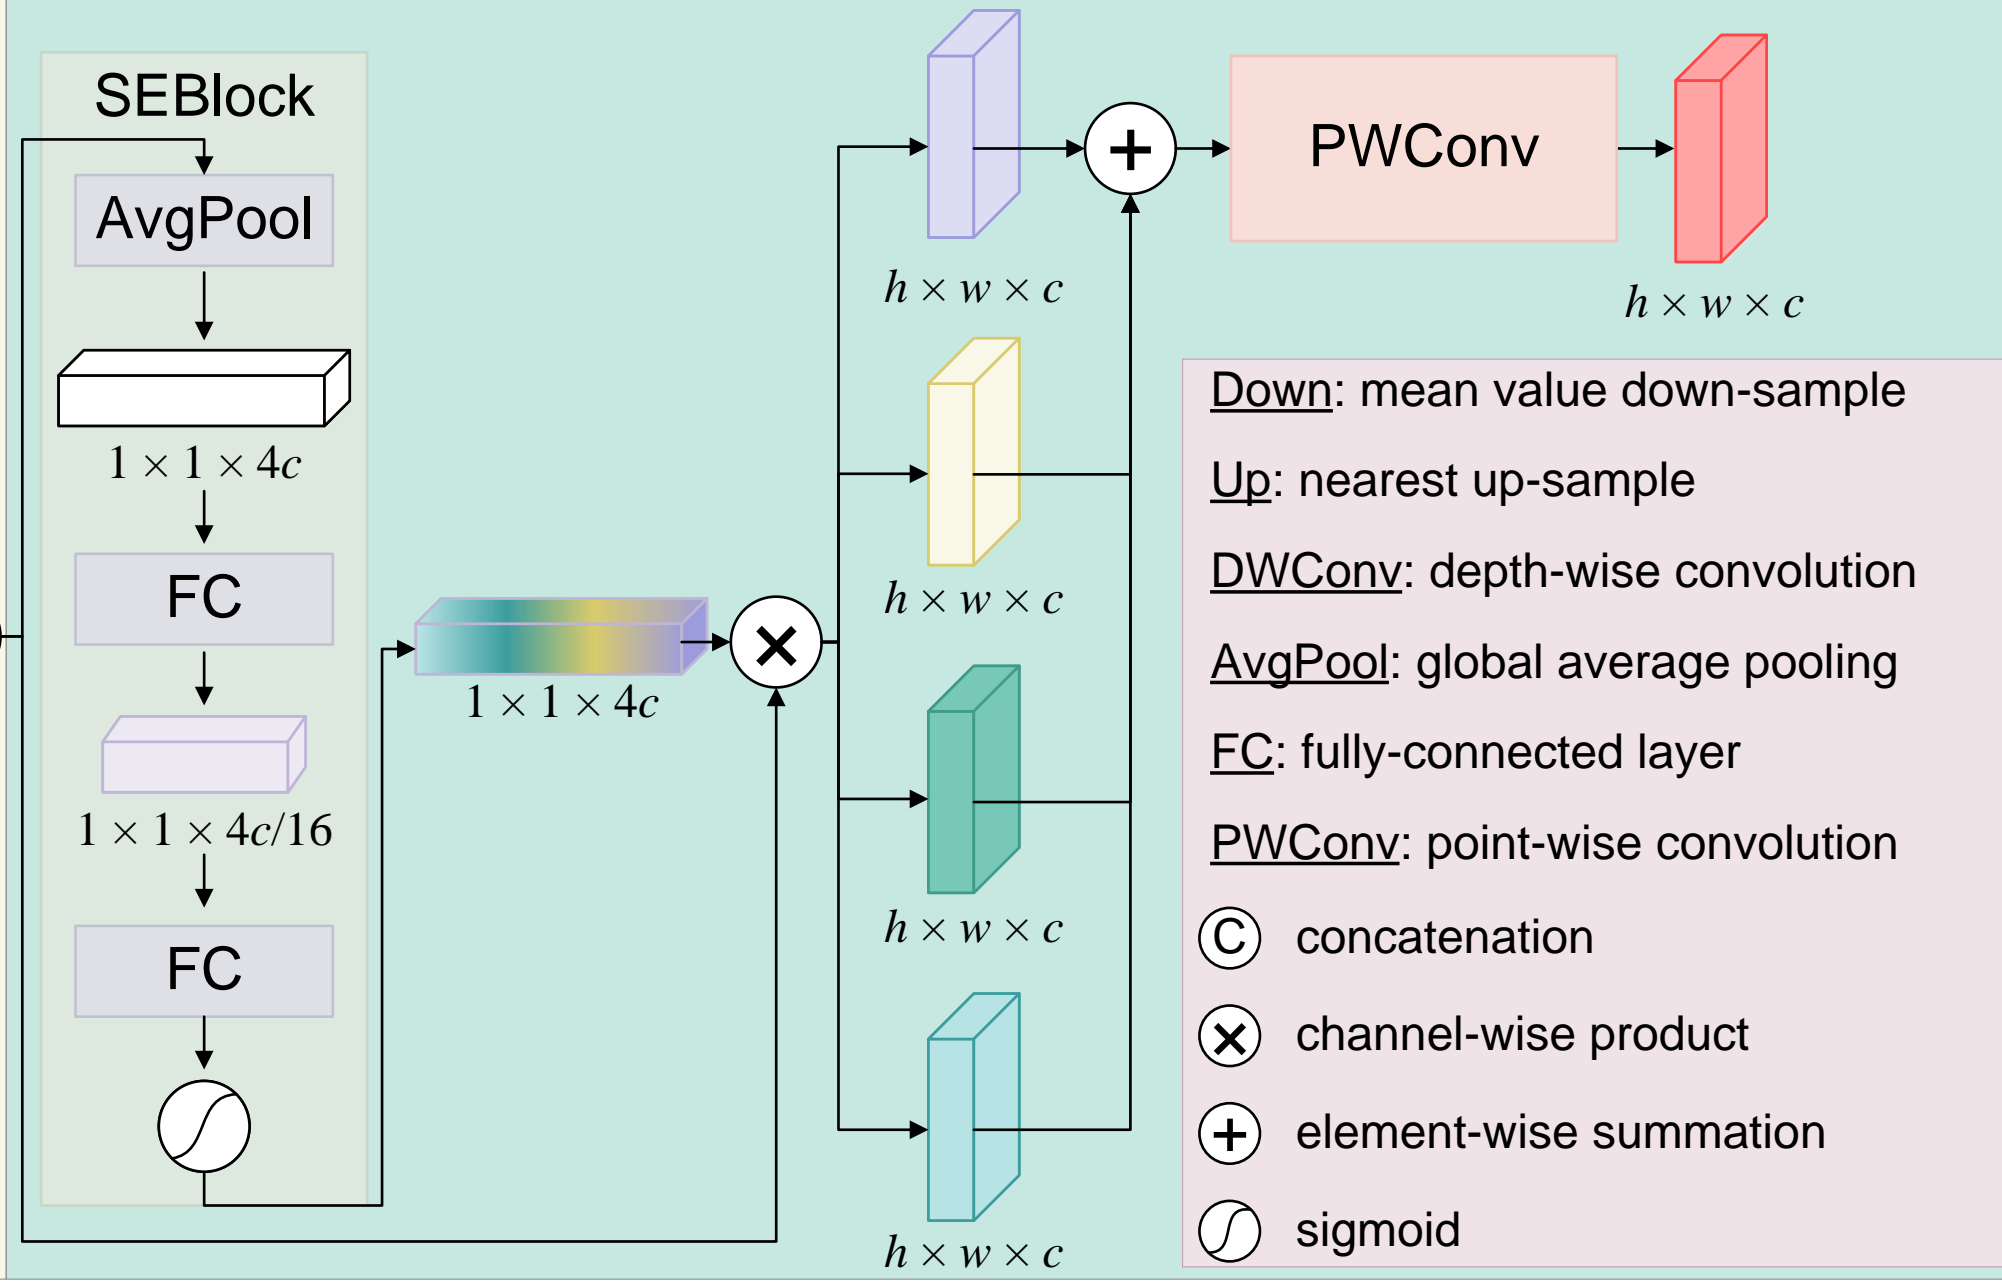 SEBlock
AvgPool
1 × 1 × 4c
FC
1 × 1 × 4c/16
FC
1 × 1 × 4c
h × w × c
h × w × c
h × w × c
h × w × c
PWConv
h × w × c
Down: mean value down-sample
Up: nearest up-sample
DWConv: depth-wise convolution
AvgPool: global average pooling
FC: fully-connected layer
PWConv: point-wise convolution
C concatenation
× channel-wise product
+ element-wise summation
sigmoid